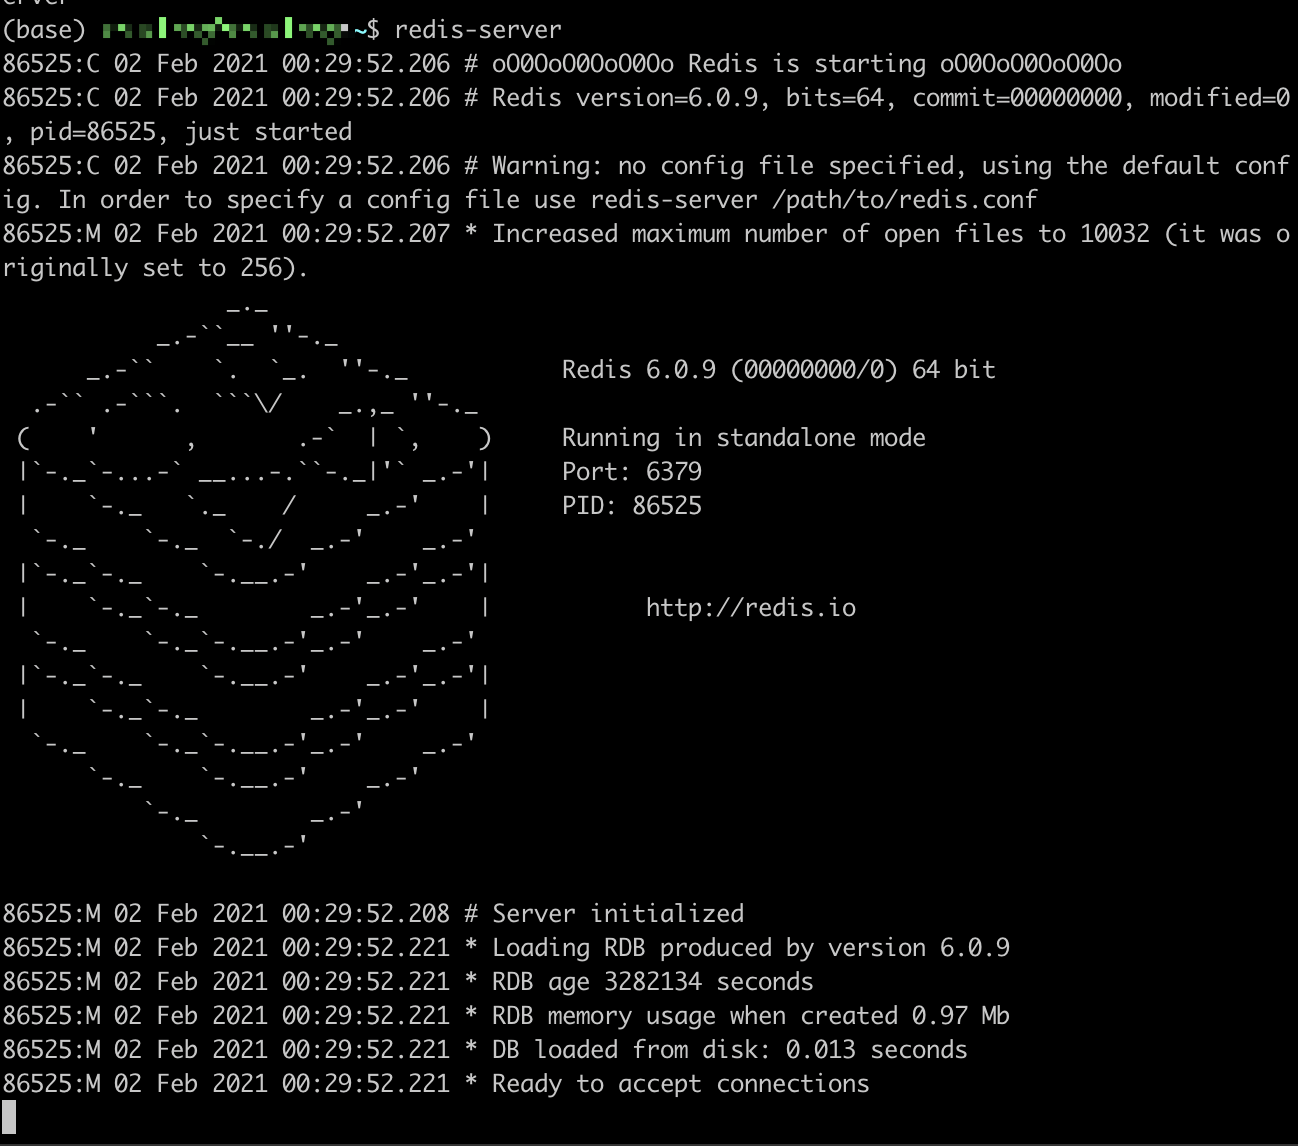 erver
(base) ~$ redis-server
86525:C 02 Feb 2021 00:29:52.206 # oO0OoO0OoO0Oo Redis is starting oO0OoO0OoO0Oo
86525:C 02 Feb 2021 00:29:52.206 # Redis version=6.0.9, bits=64, commit=00000000, modified=0
, pid=86525, just started
86525:C 02 Feb 2021 00:29:52.206 # Warning: no config file specified, using the default conf
ig. In order to specify a config file use redis-server /path/to/redis.conf
86525:M 02 Feb 2021 00:29:52.207 * Increased maximum number of open files to 10032 (it was o
riginally set to 256).
Redis 6.0.9 (00000000/0) 64 bit
Running in standalone mode
Port: 6379
PID: 86525
http://redis.io
86525:M 02 Feb 2021 00:29:52.208 # Server initialized
86525:M 02 Feb 2021 00:29:52.221 * Loading RDB produced by version 6.0.9
86525:M 02 Feb 2021 00:29:52.221 * RDB age 3282134 seconds
86525:M 02 Feb 2021 00:29:52.221 * RDB memory usage when created 0.97 Mb
86525:M 02 Feb 2021 00:29:52.221 * DB loaded from disk: 0.013 seconds
86525:M 02 Feb 2021 00:29:52.221 * Ready to accept connections